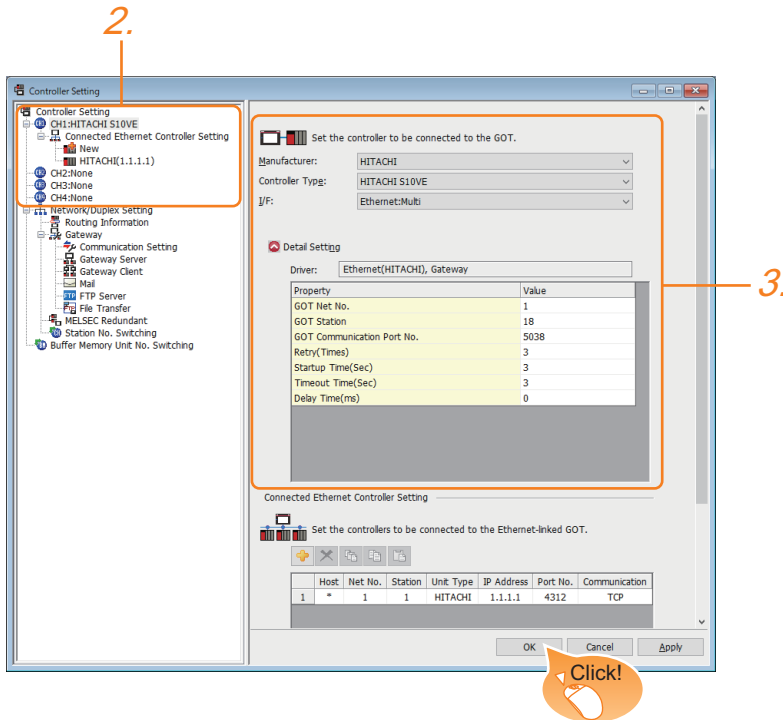 2.
Controller Setting
Controller Setting
CH1:HITACHI S10VE
Connected Ethernet Controller Setting
New
HITACHI(1.1.1.1)
CH2:None
CH3:None
CH4:None
Network/Duplex Setting
Routing Information
Gateway
Communication Setting
Gateway Server
Gateway Client
Mail
FTP Server
File Transfer
MELSEC Redundant
Station No. Switching
Buffer Memory Unit No. Switching
Set the controller to be connected to the GOT.
Manufacturer: HITACHI
Controller Type: HITACHI S10VE
I/F: Ethernet:Multi
Detail Setting
Driver: Ethernet(HITACHI), Gateway
3.
Property Value
GOT Net No. 1
GOT Station 18
GOT Communication Port No. 5038
Retry(Times) 3
Startup Time(Sec) 3
Timeout Time(Sec) 3
Delay Time(ms) 0
Connected Ethernet Controller Setting
Set the controllers to be connected to the Ethernet-linked GOT.
Host Net No. Station Unit Type IP Address Port No. Communication
1 * 1 1 HITACHI 1.1.1.1 4312 TCP
OK Cancel Apply
Click!